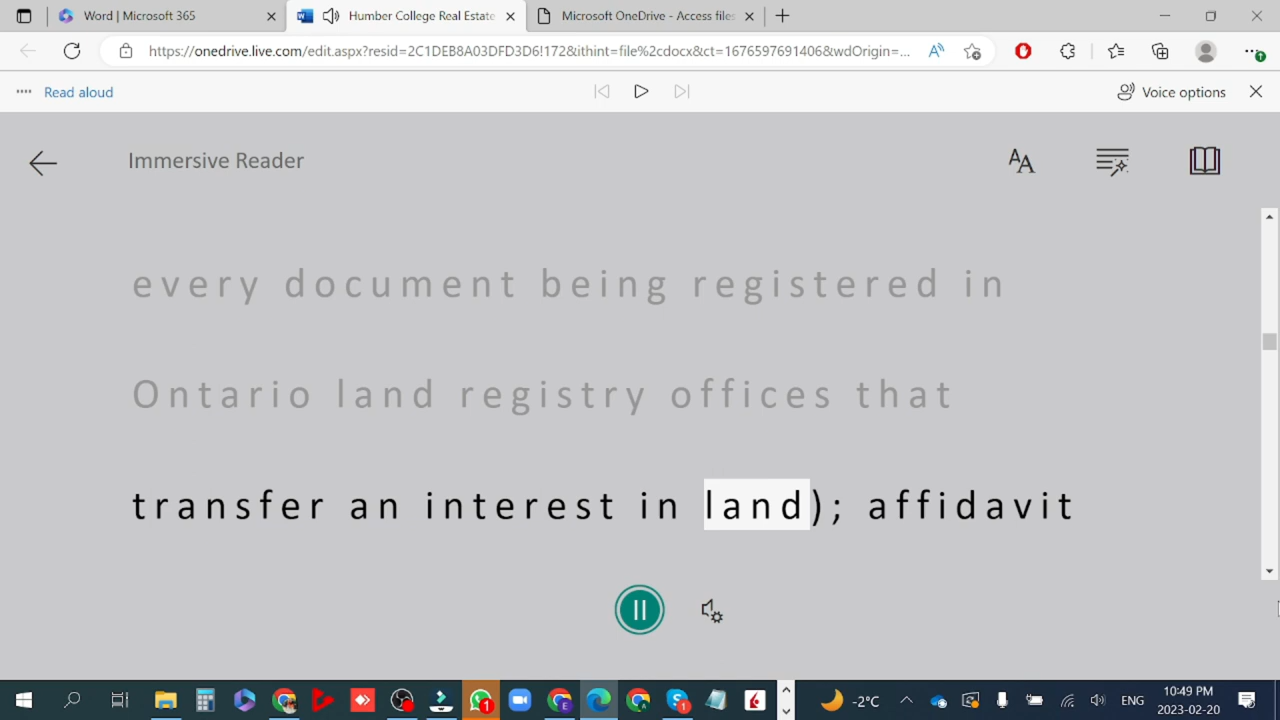 Word | Microsoft 365
Humber College Real Estate
Microsoft OneDrive - Access files
https://onedrive.live.com/edit.aspx?resid=2C1DEB8A03DFD3D6!172&ithint=file%2cdocx&ct=1676597691406&wdOrigin=...
Read aloud
Voice options
Immersive Reader
every document being registered in
Ontario land registry offices that
transfer an interest in land); affidavit
-2°C
ENG
10:49 PM
2023-02-20